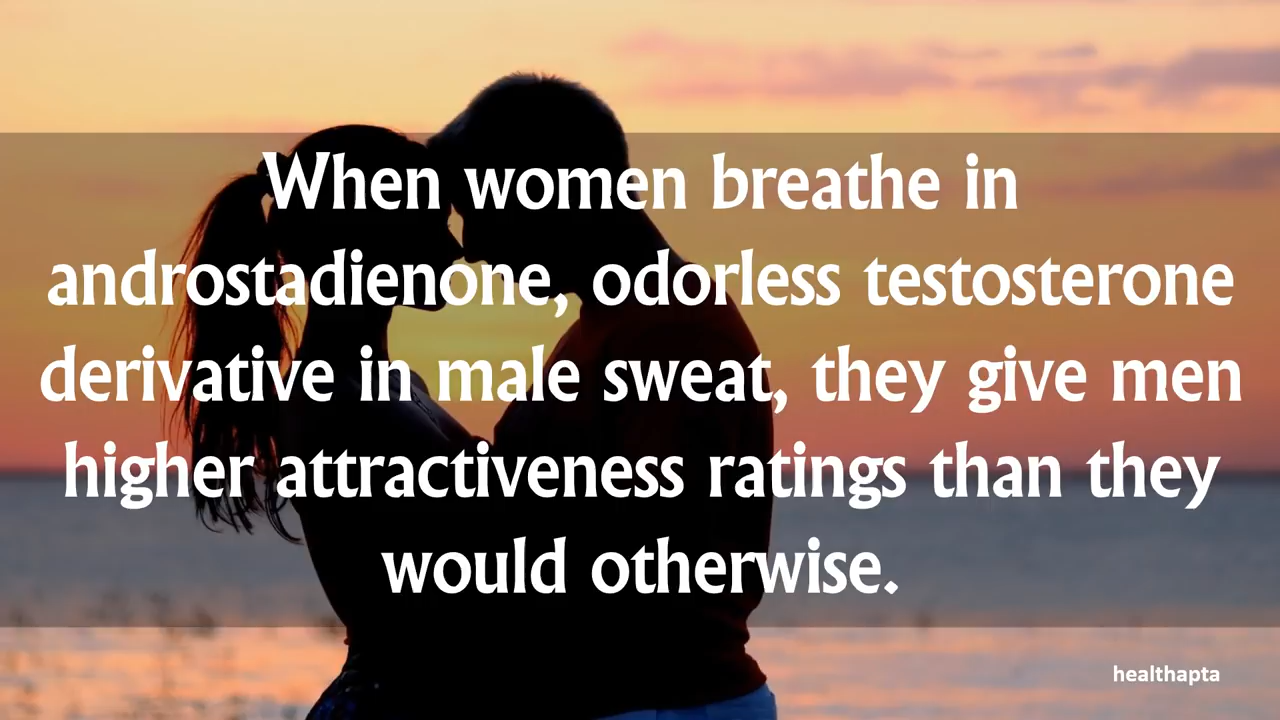 When women breathe in
androstadienone, odorless testosterone
derivative in male sweat, they give men
higher attractiveness ratings than they
would otherwise.
healthapta